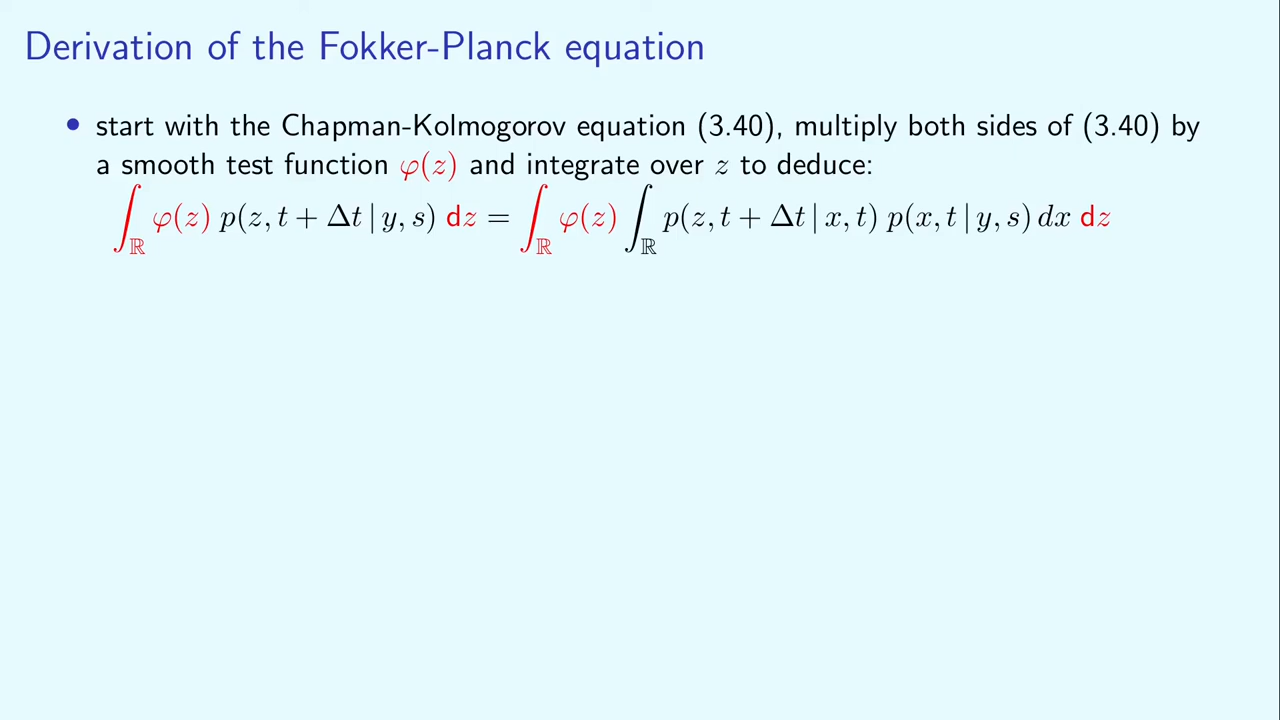 Derivation of the Fokker-Planck equation
• start with the Chapman-Kolmogorov equation (3.40), multiply both sides of (3.40) by
a smooth test function φ(z) and integrate over z to deduce:
∫_ℝ φ(z) p(z, t + Δt | y, s) dz = ∫_ℝ φ(z) ∫_ℝ p(z, t + Δt | x, t) p(x, t | y, s) dx dz